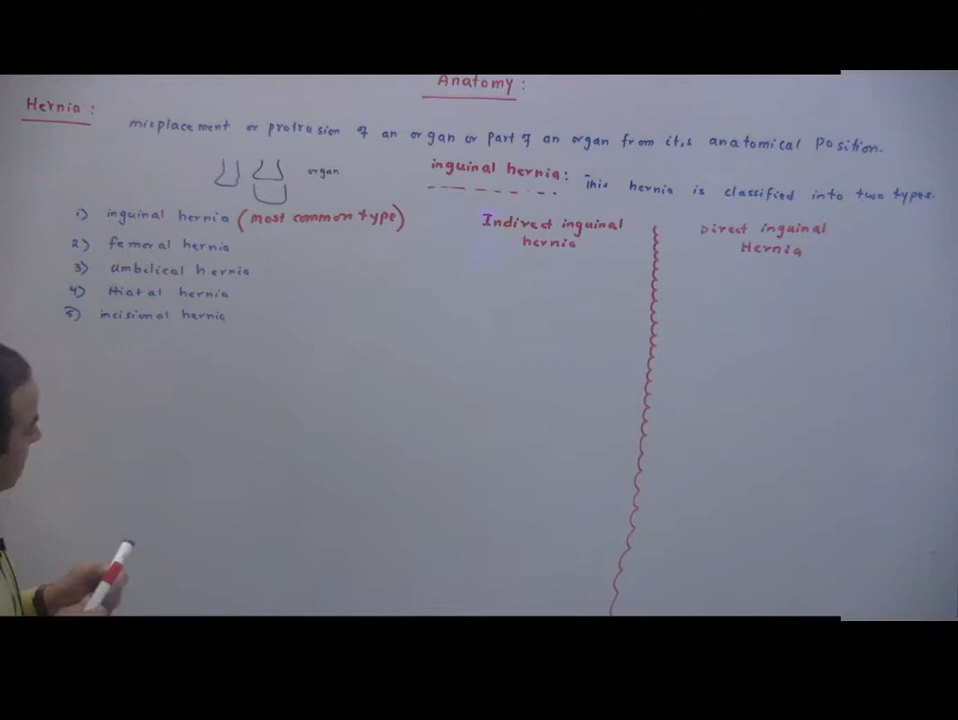 Anatomy:
Hernia:
misplacement or protrusion of an organ or part of an organ from it,s anatomical position.
organ
1) inguinal hernia (most common type)
2) femoral hernia
3) umbilical hernia
4) Hiatal hernia
5) incisional hernia
inguinal hernia: This hernia is classified into two types.
Indirect inguinal
hernia
Direct inguinal
Hernia